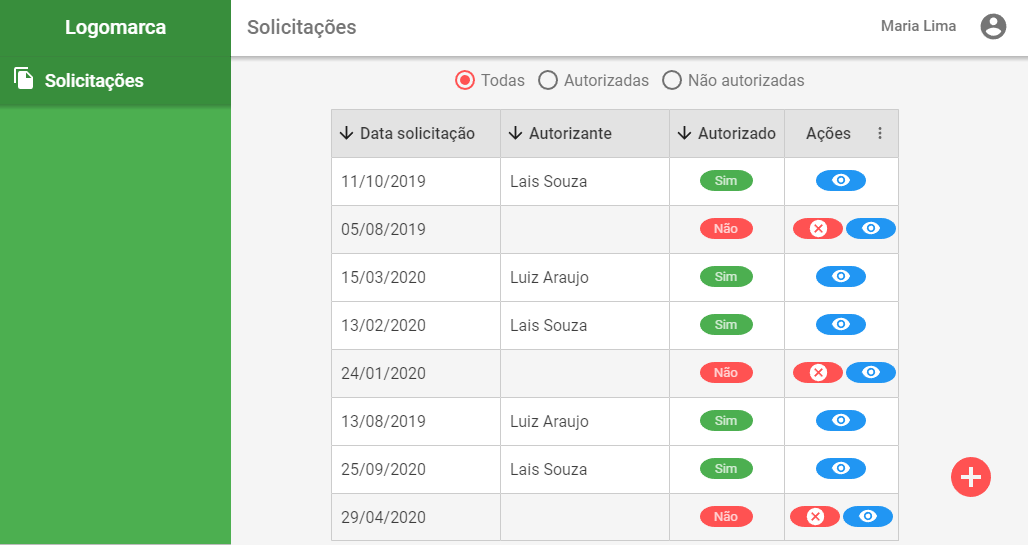 Logomarca
Solicitações
Maria Lima
Solicitações
Todas Autorizadas Não autorizadas
Data solicitação Autorizante Autorizado Ações
11/10/2019 Lais Souza Sim
05/08/2019 Não
15/03/2020 Luiz Araujo Sim
13/02/2020 Lais Souza Sim
24/01/2020 Não
13/08/2019 Luiz Araujo Sim
25/09/2020 Lais Souza Sim
29/04/2020 Não